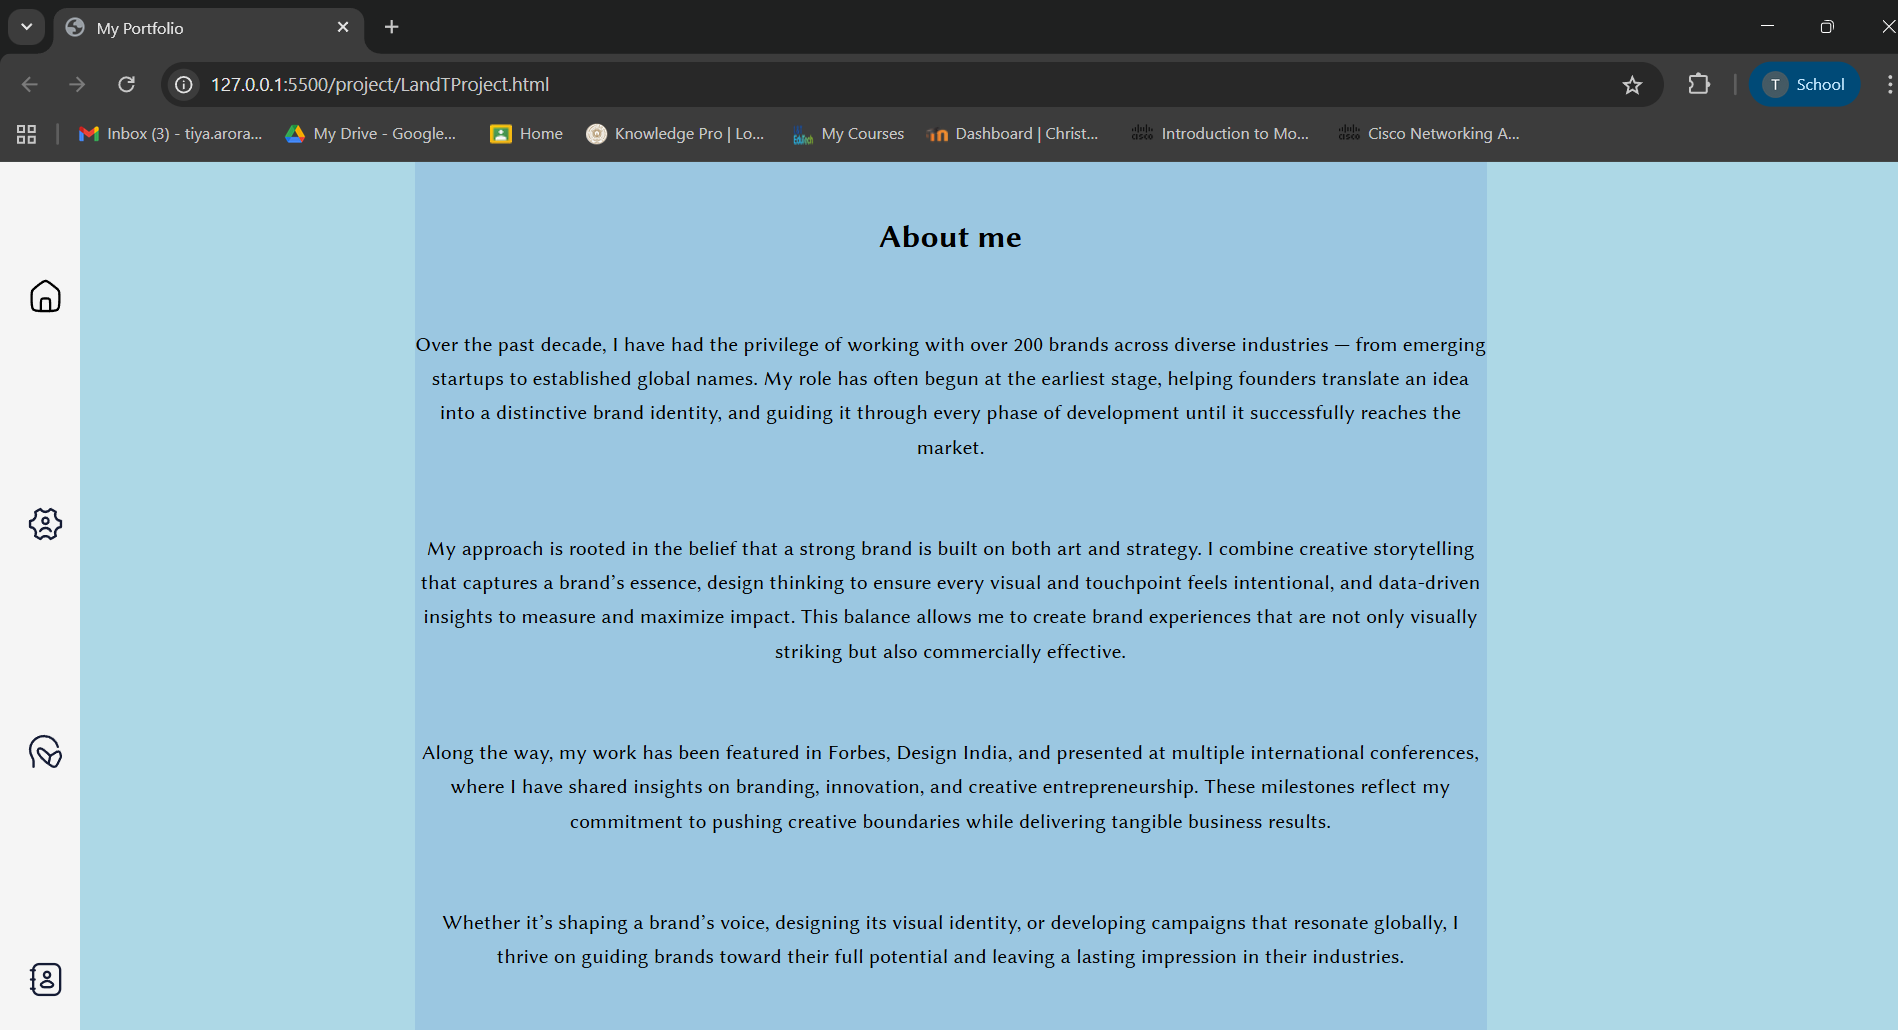 My Portfolio
127.0.0.1:5500/project/LandTProject.html
T School
Inbox (3) - tiya.arora... My Drive - Google... Home Knowledge Pro | Lo... My Courses Dashboard | Christ... Introduction to Mo... Cisco Networking A...
About me
Over the past decade, I have had the privilege of working with over 200 brands across diverse industries — from emerging
startups to established global names. My role has often begun at the earliest stage, helping founders translate an idea
into a distinctive brand identity, and guiding it through every phase of development until it successfully reaches the
market.
My approach is rooted in the belief that a strong brand is built on both art and strategy. I combine creative storytelling
that captures a brand’s essence, design thinking to ensure every visual and touchpoint feels intentional, and data-driven
insights to measure and maximize impact. This balance allows me to create brand experiences that are not only visually
striking but also commercially effective.
Along the way, my work has been featured in Forbes, Design India, and presented at multiple international conferences,
where I have shared insights on branding, innovation, and creative entrepreneurship. These milestones reflect my
commitment to pushing creative boundaries while delivering tangible business results.
Whether it’s shaping a brand’s voice, designing its visual identity, or developing campaigns that resonate globally, I
thrive on guiding brands toward their full potential and leaving a lasting impression in their industries.